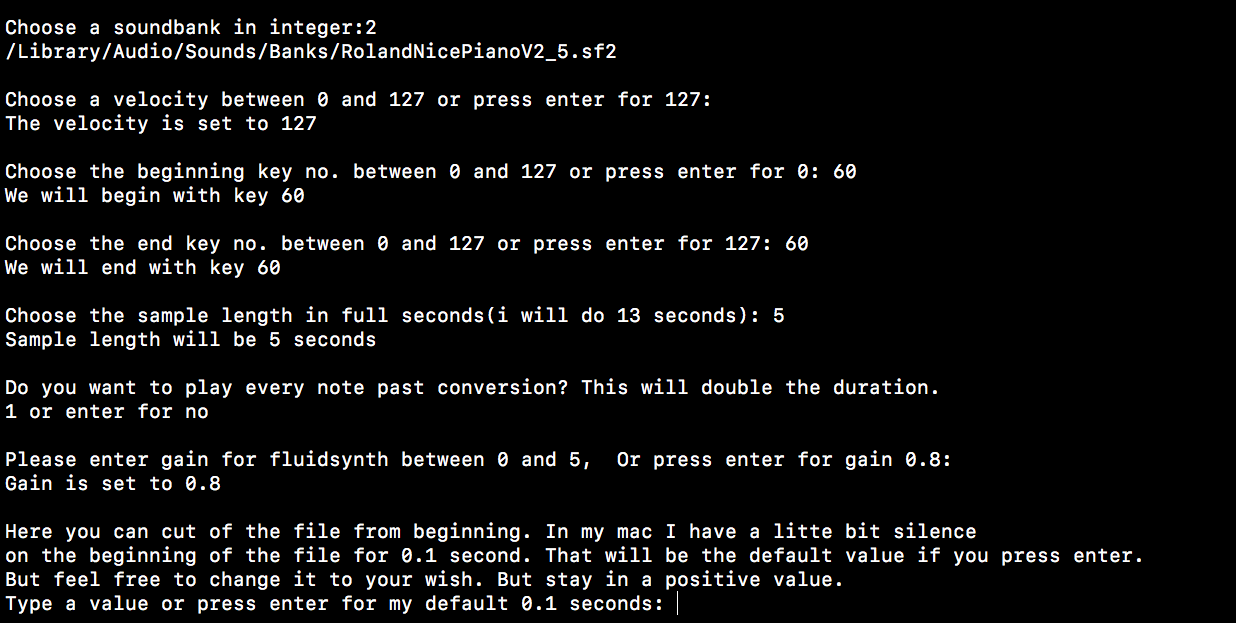 Choose a soundbank in integer:2
/Library/Audio/Sounds/Banks/RolandNicePianoV2_5.sf2
Choose a velocity between 0 and 127 or press enter for 127:
The velocity is set to 127
Choose the beginning key no. between 0 and 127 or press enter for 0: 60
We will begin with key 60
Choose the end key no. between 0 and 127 or press enter for 127: 60
We will end with key 60
Choose the sample length in full seconds(i will do 13 seconds): 5
Sample length will be 5 seconds
Do you want to play every note past conversion? This will double the duration.
1 or enter for no
Please enter gain for fluidsynth between 0 and 5,  Or press enter for gain 0.8:
Gain is set to 0.8
Here you can cut of the file from beginning. In my mac I have a litte bit silence
on the beginning of the file for 0.1 second. That will be the default value if you press enter.
But feel free to change it to your wish. But stay in a positive value.
Type a value or press enter for my default 0.1 seconds: